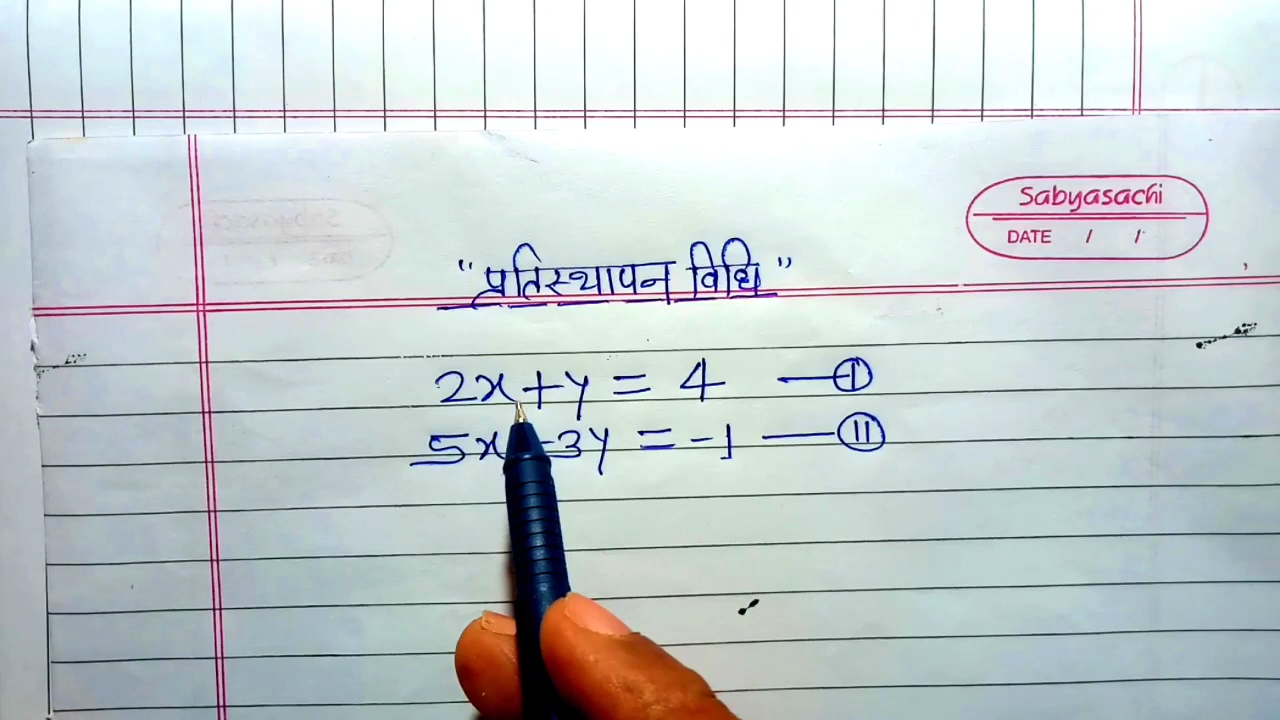 Sabyasachi
DATE / /
"प्रतिस्थापन विधि"
2x + y = 4 — I
5x - 3y = -1 — II